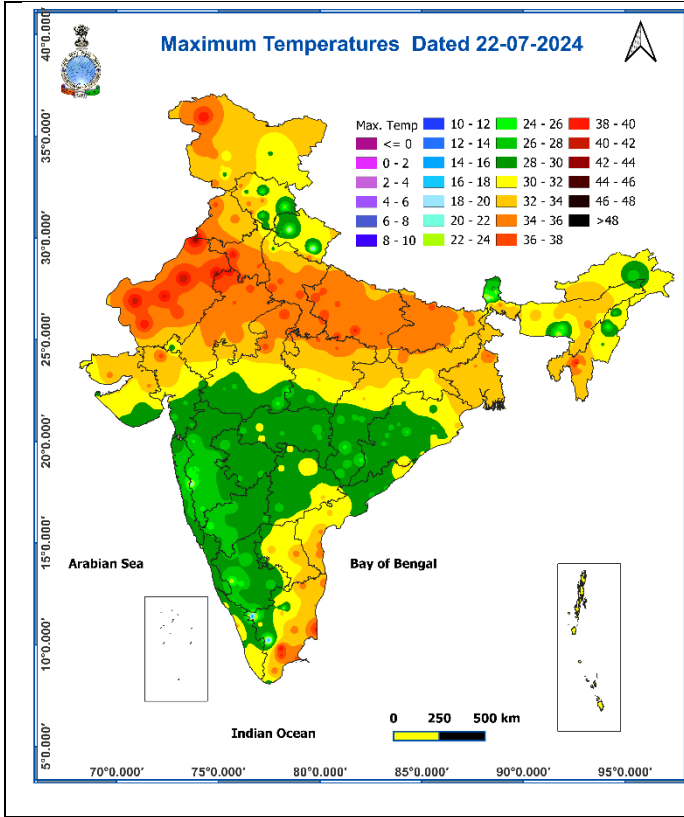 Maximum Temperatures Dated 22-07-2024
40°0.000'
35°0.000'
30°0.000'
25°0.000'
20°0.000'
15°0.000'
10°0.000'
5°0.000'
Max. Temp
<= 0
0 - 2
2 - 4
4 - 6
6 - 8
8 - 10
10 - 12
12 - 14
14 - 16
16 - 18
18 - 20
20 - 22
22 - 24
24 - 26
26 - 28
28 - 30
30 - 32
32 - 34
34 - 36
36 - 38
38 - 40
40 - 42
42 - 44
44 - 46
46 - 48
>48
Arabian Sea
Bay of Bengal
Indian Ocean
0 250 500 km
70°0.000' 75°0.000' 80°0.000' 85°0.000' 90°0.000' 95°0.000'